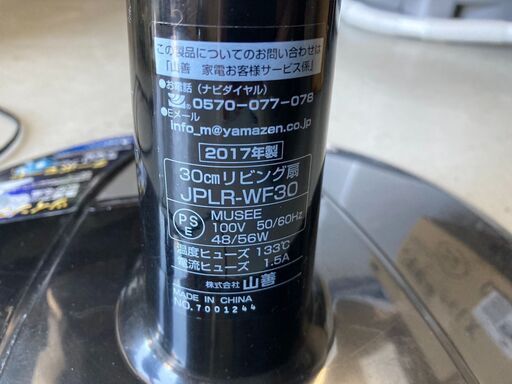 この製品についてのお問い合わせは
「山善 家電お客様サービス係」
●お電話(ナビダイヤル)
0570-077-078
●Eメール
info_m@yamazen.co.jp
2017年製
30cmリビング扇
JPLR-WF30
PS
E
MUSEE
100V 50/60Hz
48/56W
温度ヒューズ 133℃
電流ヒューズ 1.5A
株式会社 山善
MADE IN CHINA
NO.7001244